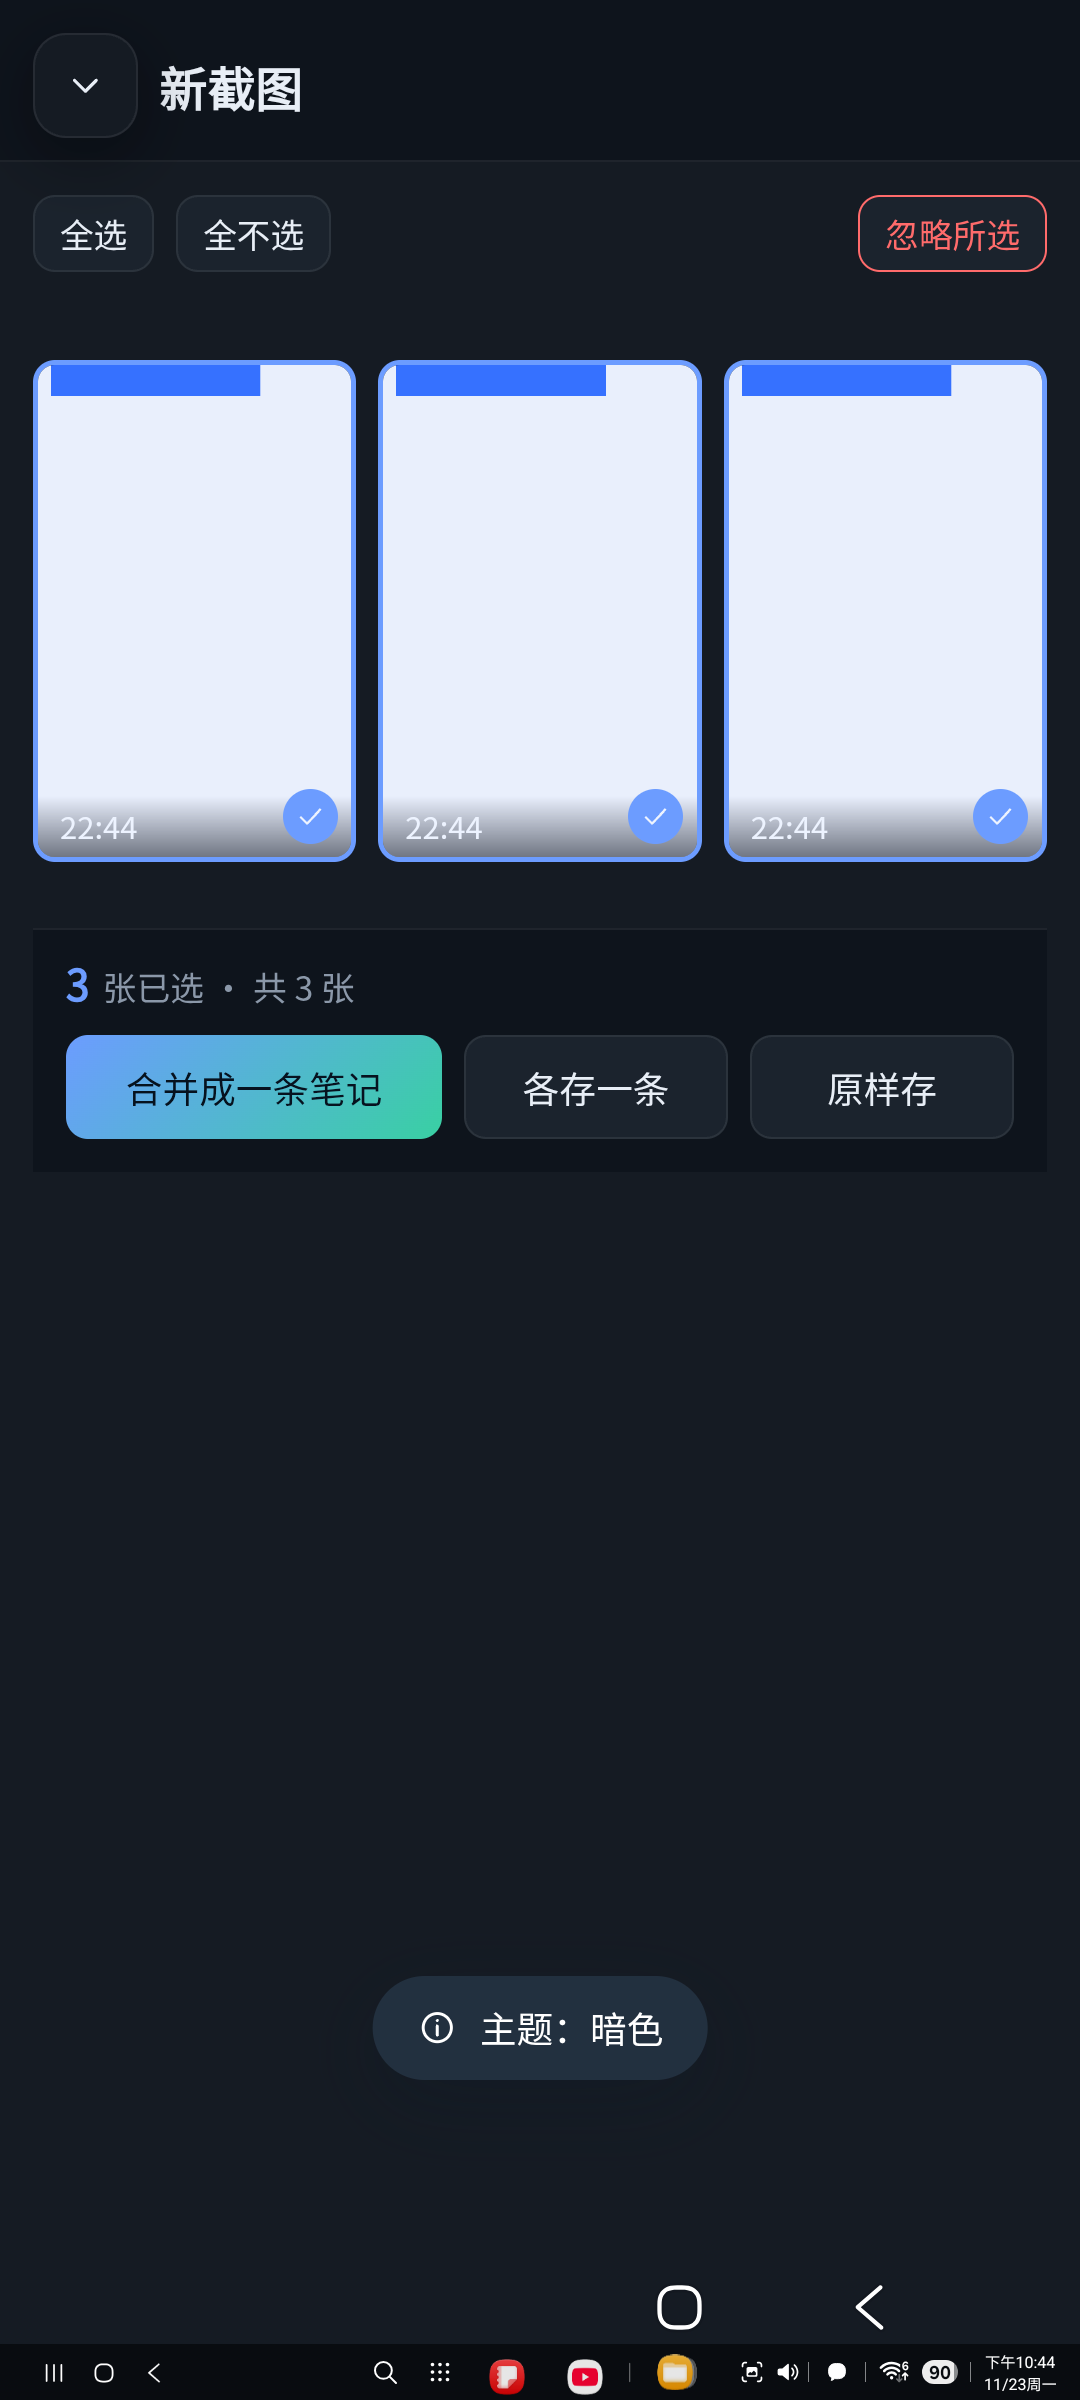 新截图
全选 全不选 忽略所选
22:44 22:44 22:44
3 张已选 · 共 3 张
合并成一条笔记 各存一条 原样存
主题：暗色
6 90 下午10:44
11/23周一